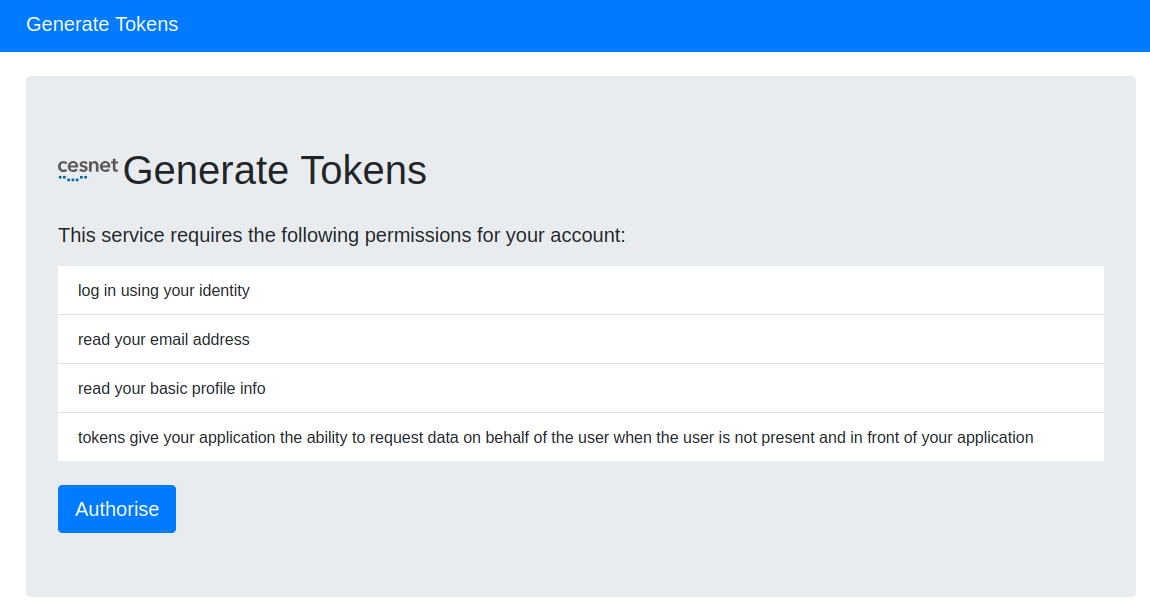 Generate Tokens
cesnet Generate Tokens
This service requires the following permissions for your account:
log in using your identity
read your email address
read your basic profile info
tokens give your application the ability to request data on behalf of the user when the user is not present and in front of your application
Authorise